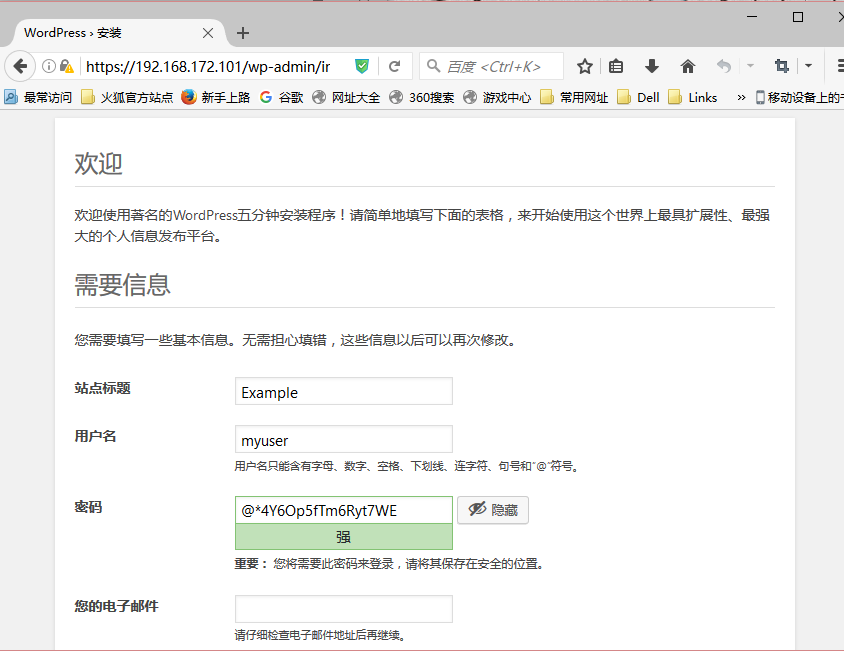 WordPress › 安装
https://192.168.172.101/wp-admin/ir
百度 <Ctrl+K>
最常访问 火狐官方站点 新手上路 谷歌 网址大全 360搜索 游戏中心 常用网址 Dell Links » 移动设备上的
欢迎
欢迎使用著名的WordPress五分钟安装程序！请简单地填写下面的表格，来开始使用这个世界上最具扩展性、最强
大的个人信息发布平台。
需要信息
您需要填写一些基本信息。无需担心填错，这些信息以后可以再次修改。
站点标题 Example
用户名 myuser
用户名只能含有字母、数字、空格、下划线、连字符、句号和“@”符号。
密码 @*4Y6Op5fTm6Ryt7WE 隐藏
强
重要： 您将需要此密码来登录，请将其保存在安全的位置。
您的电子邮件
请仔细检查电子邮件地址后再继续。